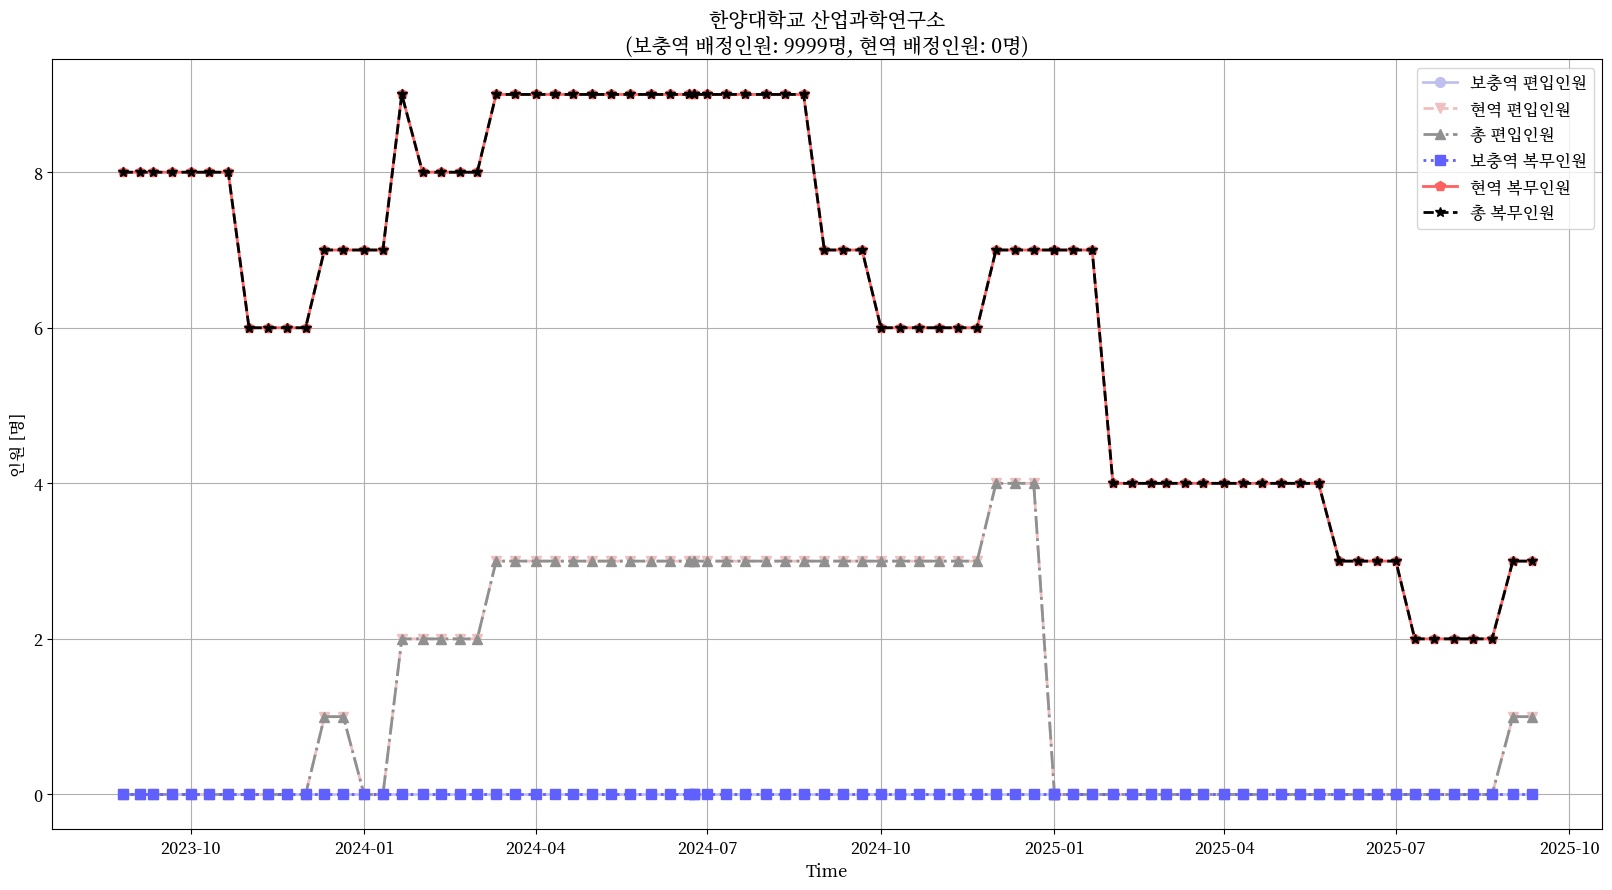 한양대학교 산업과학연구소
(보충역 배정인원: 9999명, 현역 배정인원: 0명)
보충역 편입인원
현역 편입인원
총 편입인원
보충역 복무인원
현역 복무인원
총 복무인원
인원 [명]
8
6
4
2
0
2023-10
2024-01
2024-04
2024-07
2024-10
2025-01
2025-04
2025-07
2025-10
Time